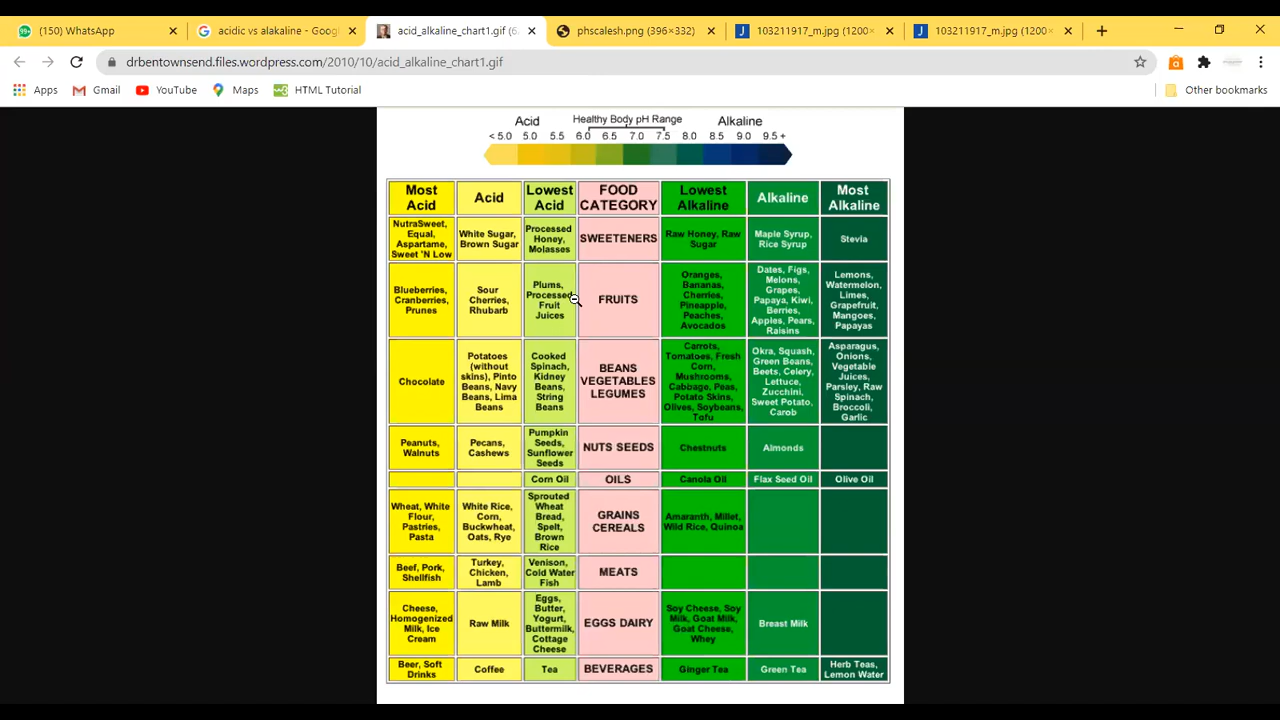 99+ (150) WhatsApp
acidic vs alakaline - Goog
acid_alkaline_chart1.gif (6
phscalesh.png (396×332)
103211917_m.jpg (1200×
103211917_m.jpg (1200×
drbentownsend.files.wordpress.com/2010/10/acid_alkaline_chart1.gif
Apps
Gmail
YouTube
Maps
HTML Tutorial
Other bookmarks
Acid
Healthy Body pH Range
Alkaline
< 5.0 5.0 5.5 6.0 6.5 7.0 7.5 8.0 8.5 9.0 9.5 +
Most
Acid
Acid
Lowest
Acid
FOOD
CATEGORY
Lowest
Alkaline
Alkaline
Most
Alkaline
NutraSweet,
Equal,
Aspartame,
Sweet 'N Low
White Sugar,
Brown Sugar
Processed
Honey,
Molasses
SWEETENERS
Raw Honey, Raw
Sugar
Maple Syrup,
Rice Syrup
Stevia
Blueberries,
Cranberries,
Prunes
Sour
Cherries,
Rhubarb
Plums,
Processed
Fruit
Juices
FRUITS
Oranges,
Bananas,
Cherries,
Pineapple,
Peaches,
Avocados
Dates, Figs,
Melons,
Grapes,
Papaya, Kiwi,
Berries,
Apples, Pears,
Raisins
Lemons,
Watermelon,
Limes,
Grapefruit,
Mangoes,
Papayas
Chocolate
Potatoes
(without
skins), Pinto
Beans, Navy
Beans, Lima
Beans
Cooked
Spinach,
Kidney
Beans,
String
Beans
BEANS
VEGETABLES
LEGUMES
Carrots,
Tomatoes, Fresh
Corn,
Mushrooms,
Cabbage, Peas,
Potato Skins,
Olives, Soybeans,
Tofu
Okra, Squash,
Green Beans,
Beets, Celery,
Lettuce,
Zucchini,
Sweet Potato,
Carob
Asparagus,
Onions,
Vegetable
Juices,
Parsley, Raw
Spinach,
Broccoli,
Garlic
Peanuts,
Walnuts
Pecans,
Cashews
Pumpkin
Seeds,
Sunflower
Seeds
NUTS SEEDS
Chestnuts
Almonds
Corn Oil
OILS
Canola Oil
Flax Seed Oil
Olive Oil
Wheat, White
Flour,
Pastries,
Pasta
White Rice,
Corn,
Buckwheat,
Oats, Rye
Sprouted
Wheat
Bread,
Spelt,
Brown
Rice
GRAINS
CEREALS
Amaranth, Millet,
Wild Rice, Quinoa
Beef, Pork,
Shellfish
Turkey,
Chicken,
Lamb
Venison,
Cold Water
Fish
MEATS
Cheese,
Homogenized
Milk, Ice
Cream
Raw Milk
Eggs,
Butter,
Yogurt,
Buttermilk,
Cottage
Cheese
EGGS DAIRY
Soy Cheese, Soy
Milk, Goat Milk,
Goat Cheese,
Whey
Breast Milk
Beer, Soft
Drinks
Coffee
Tea
BEVERAGES
Ginger Tea
Green Tea
Herb Teas,
Lemon Water